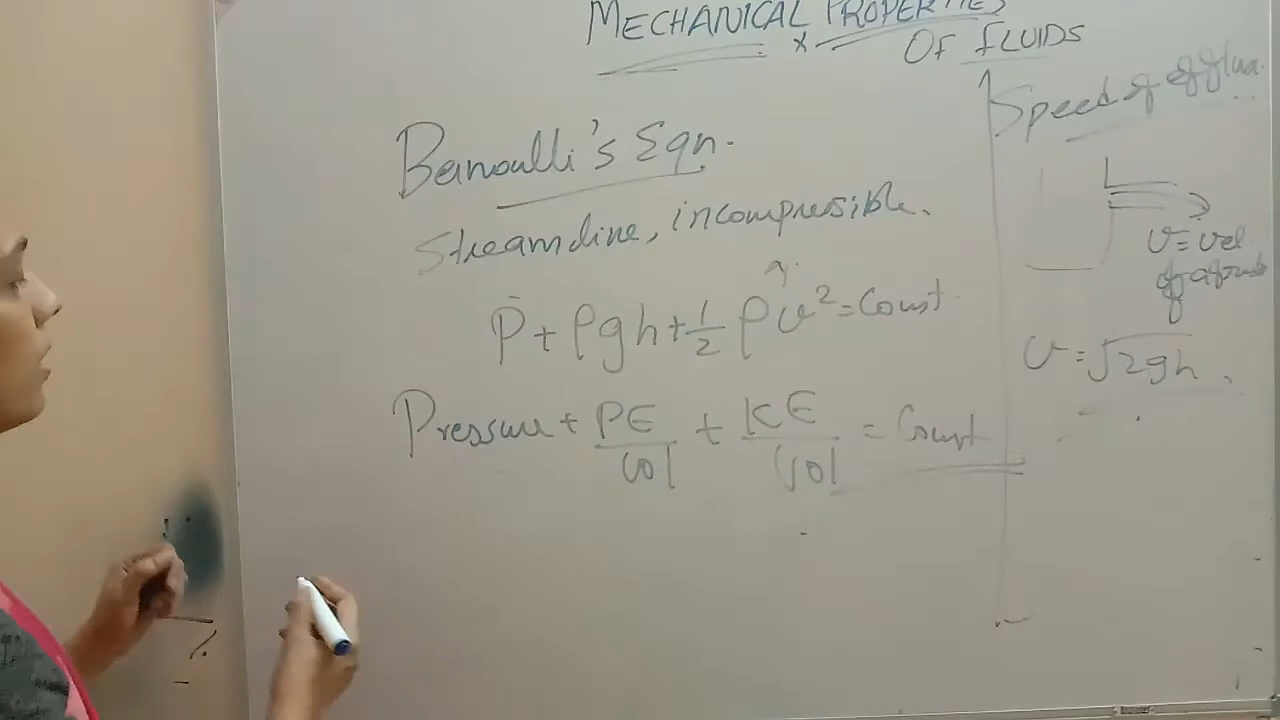 MECHANICAL PROPERTIES
OF FLUIDS
Bernoulli's Eqn.
Streamline, incompressible.
P + ρgh + 1/2 ρv² = Const
Pressure + PE/Vol + KE/Vol = Const
Speed of efflux.
v = vel
of
v = √2gh